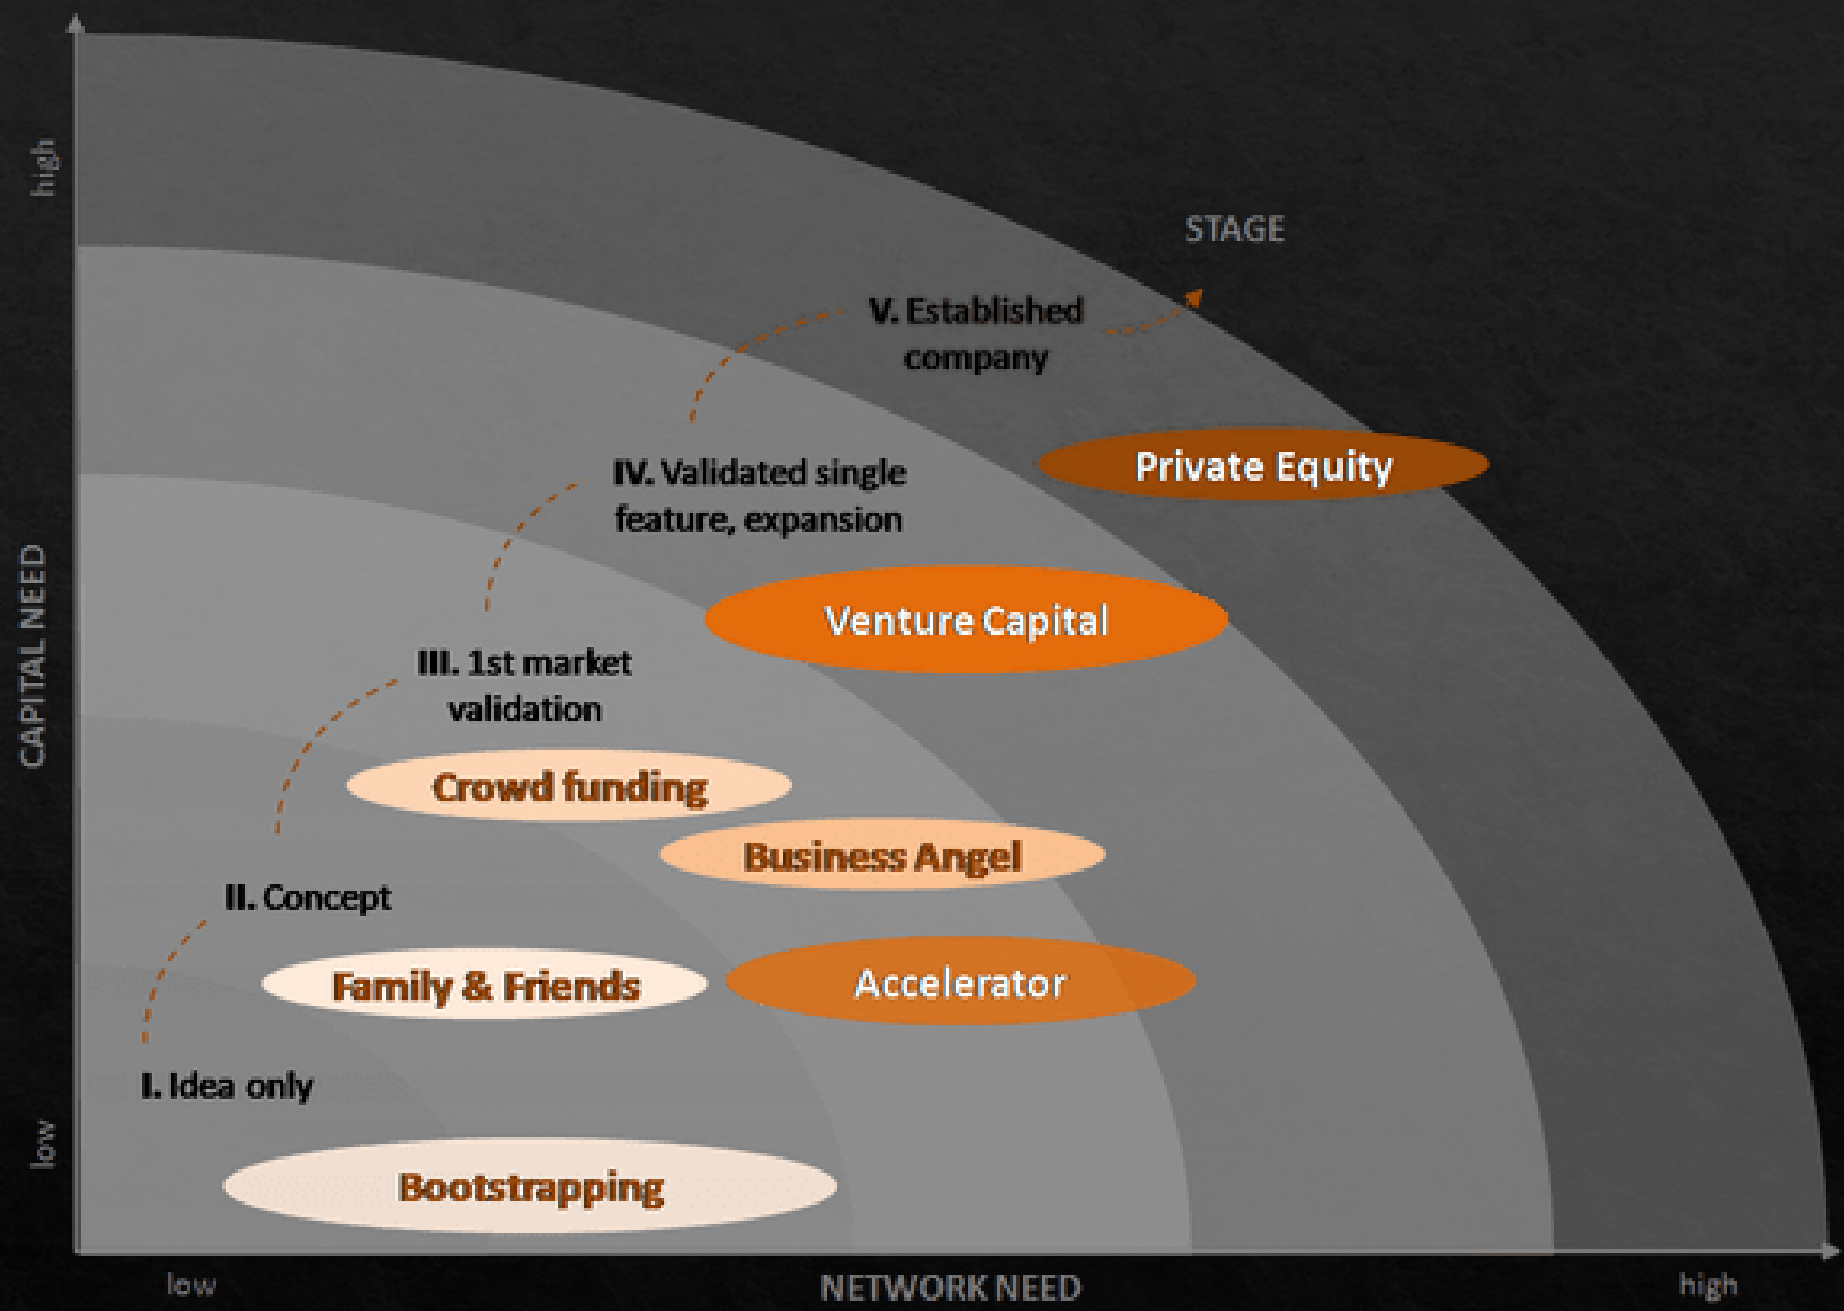 high
STAGE
V. Established
company
Private Equity
IV. Validated single
feature, expansion
Venture Capital
CAPITAL NEED
III. 1st market
validation
Crowd funding
Business Angel
II. Concept
Family & Friends
Accelerator
I. Idea only
low
Bootstrapping
low
NETWORK NEED
high